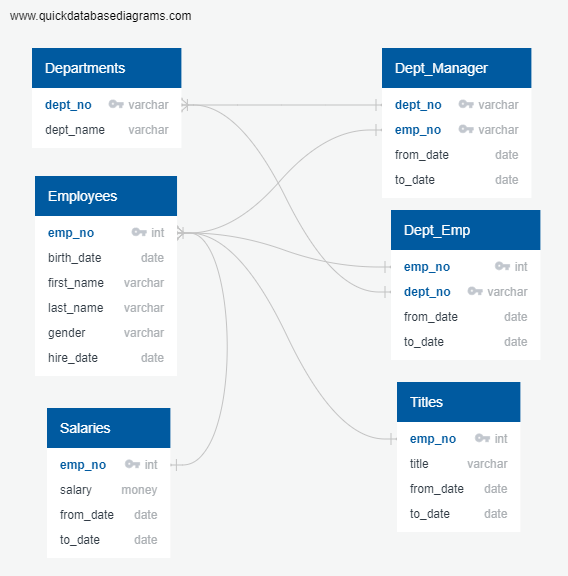 www.quickdatabasediagrams.com
Departments
dept_no varchar
dept_name varchar
Employees
emp_no int
birth_date date
first_name varchar
last_name varchar
gender varchar
hire_date date
Salaries
emp_no int
salary money
from_date date
to_date date
Dept_Manager
dept_no varchar
emp_no varchar
from_date date
to_date date
Dept_Emp
emp_no int
dept_no varchar
from_date date
to_date date
Titles
emp_no int
title varchar
from_date date
to_date date